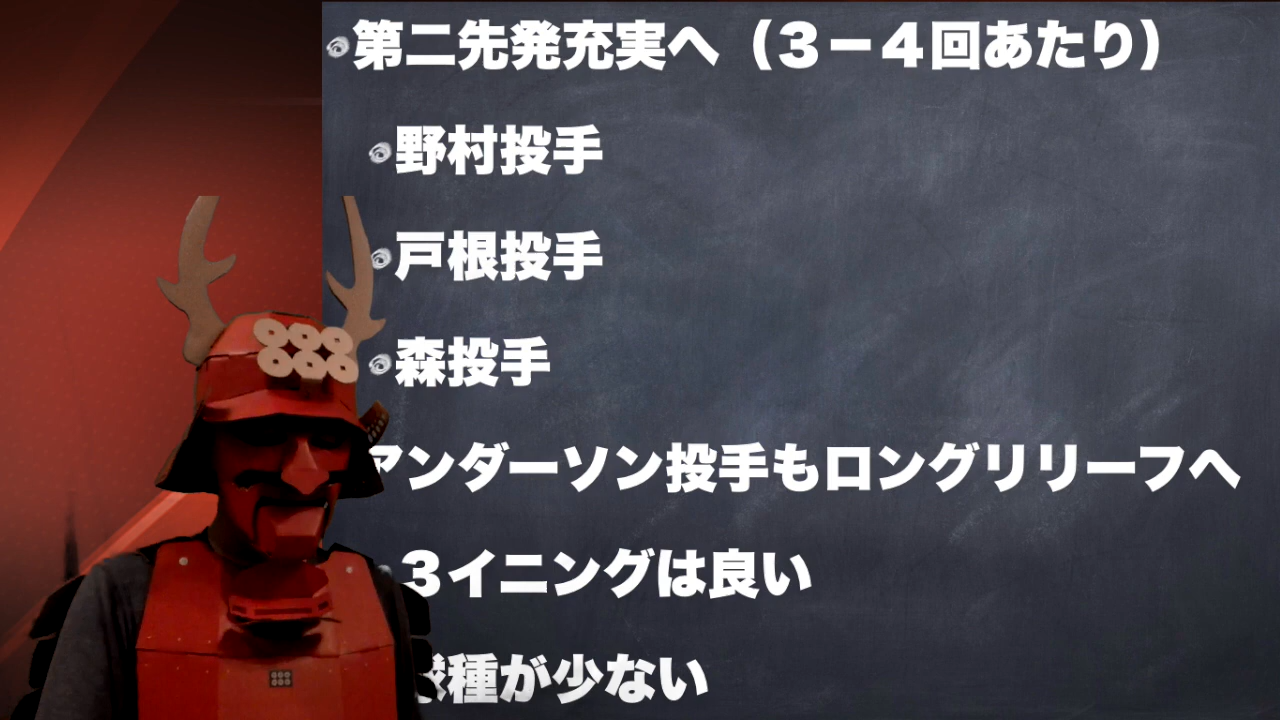 第二先発充実へ（３−４回あたり）
野村投手
戸根投手
森投手
アンダーソン投手もロングリリーフへ
３イニングは良い
球種が少ない